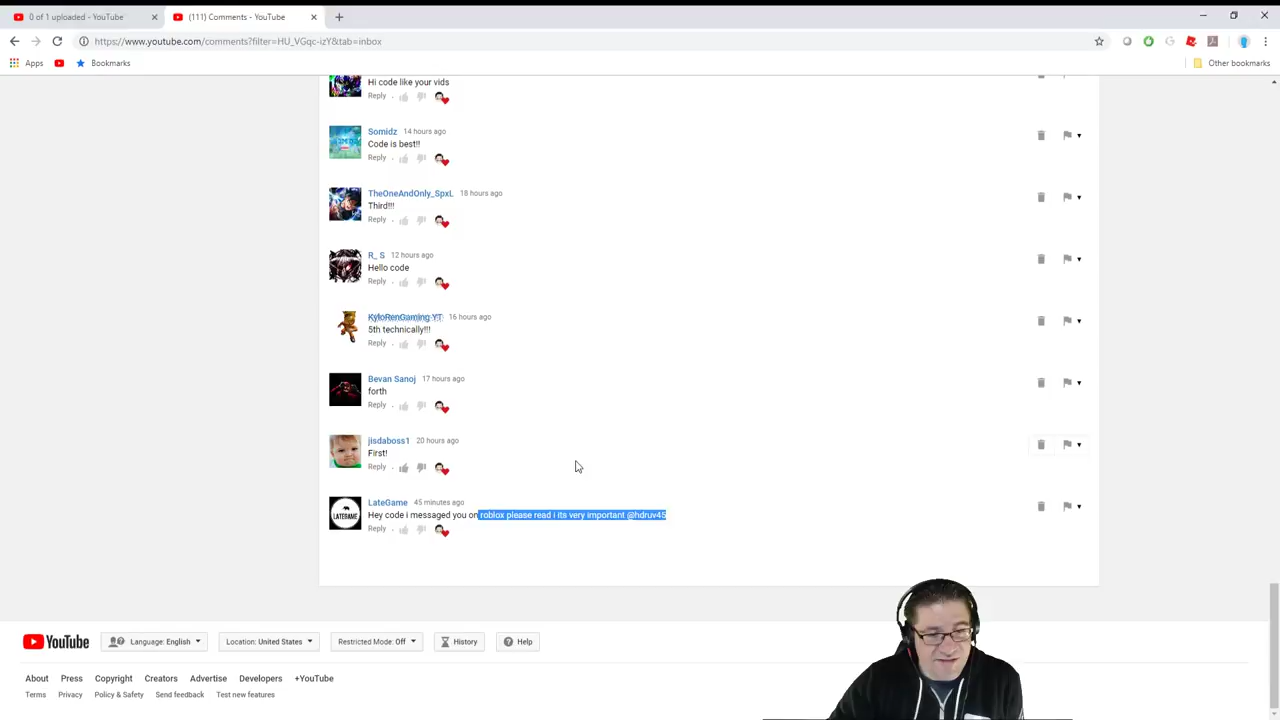 0 of 1 uploaded - YouTube
(111) Comments - YouTube
https://www.youtube.com/comments?filter=HU_VGqc-izY&tab=inbox
Apps
Bookmarks
Other bookmarks
Hi code like your vids
Reply
Somidz 14 hours ago
Code is best!!
Reply
TheOneAndOnly_SpxL 18 hours ago
Third!!!
Reply
R_ S 12 hours ago
Hello code
Reply
KyloRenGaming YT 16 hours ago
5th technically!!!
Reply
Bevan Sanoj 17 hours ago
forth
Reply
jisdaboss1 20 hours ago
First!
Reply
LateGame 45 minutes ago
Hey code i messaged you on roblox please read i its very important @hdruv45
Reply
LATEGAME
YouTube
Language: English
Location: United States
Restricted Mode: Off
History
Help
About Press Copyright Creators Advertise Developers +YouTube
Terms Privacy Policy & Safety Send feedback Test new features